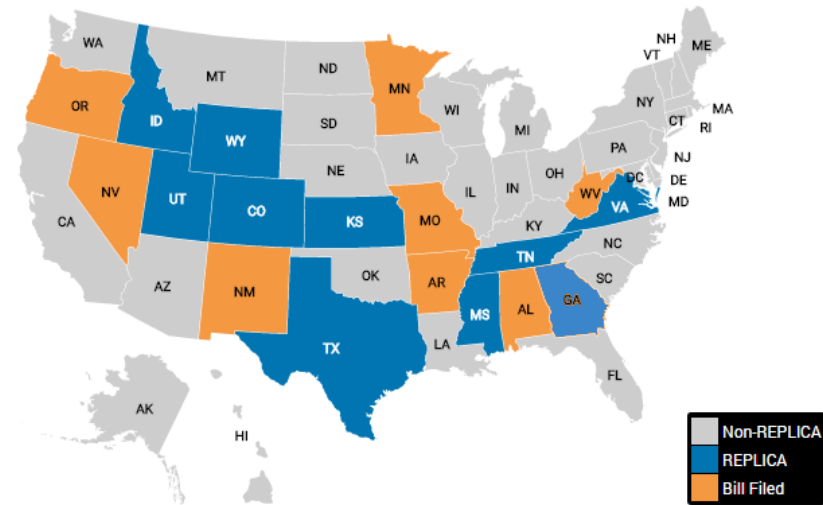 WA
MT
ND
MN
OR
ID
WY
SD
WI
MI
NH
VT
ME
NY
MA
CT
RI
PA
NJ
NV
UT
CO
NE
IA
IL
IN
OH
DC
DE
MD
CA
KS
MO
KY
WV
VA
AZ
NM
OK
AR
TN
NC
SC
TX
LA
MS
AL
GA
FL
AK
HI
Non-REPLICA
REPLICA
Bill Filed